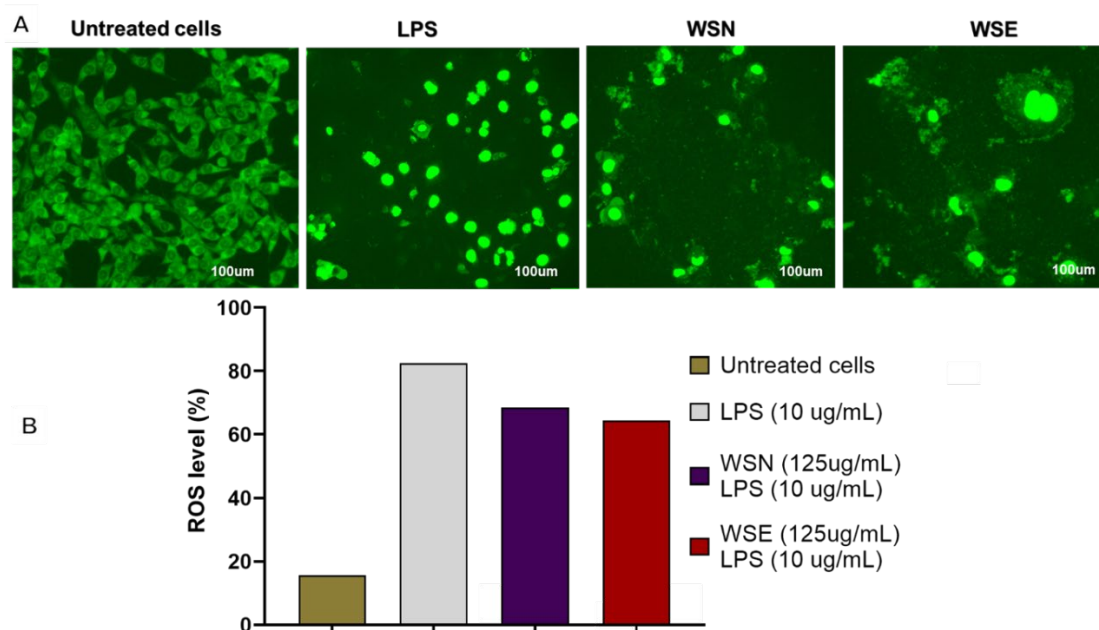 A
Untreated cells
LPS
WSN
WSE
100um
100um
100um
100um
B
ROS level (%)
100
80
60
40
20
0
Untreated cells
LPS (10 ug/mL)
WSN (125ug/mL)
LPS (10 ug/mL)
WSE (125ug/mL)
LPS (10 ug/mL)